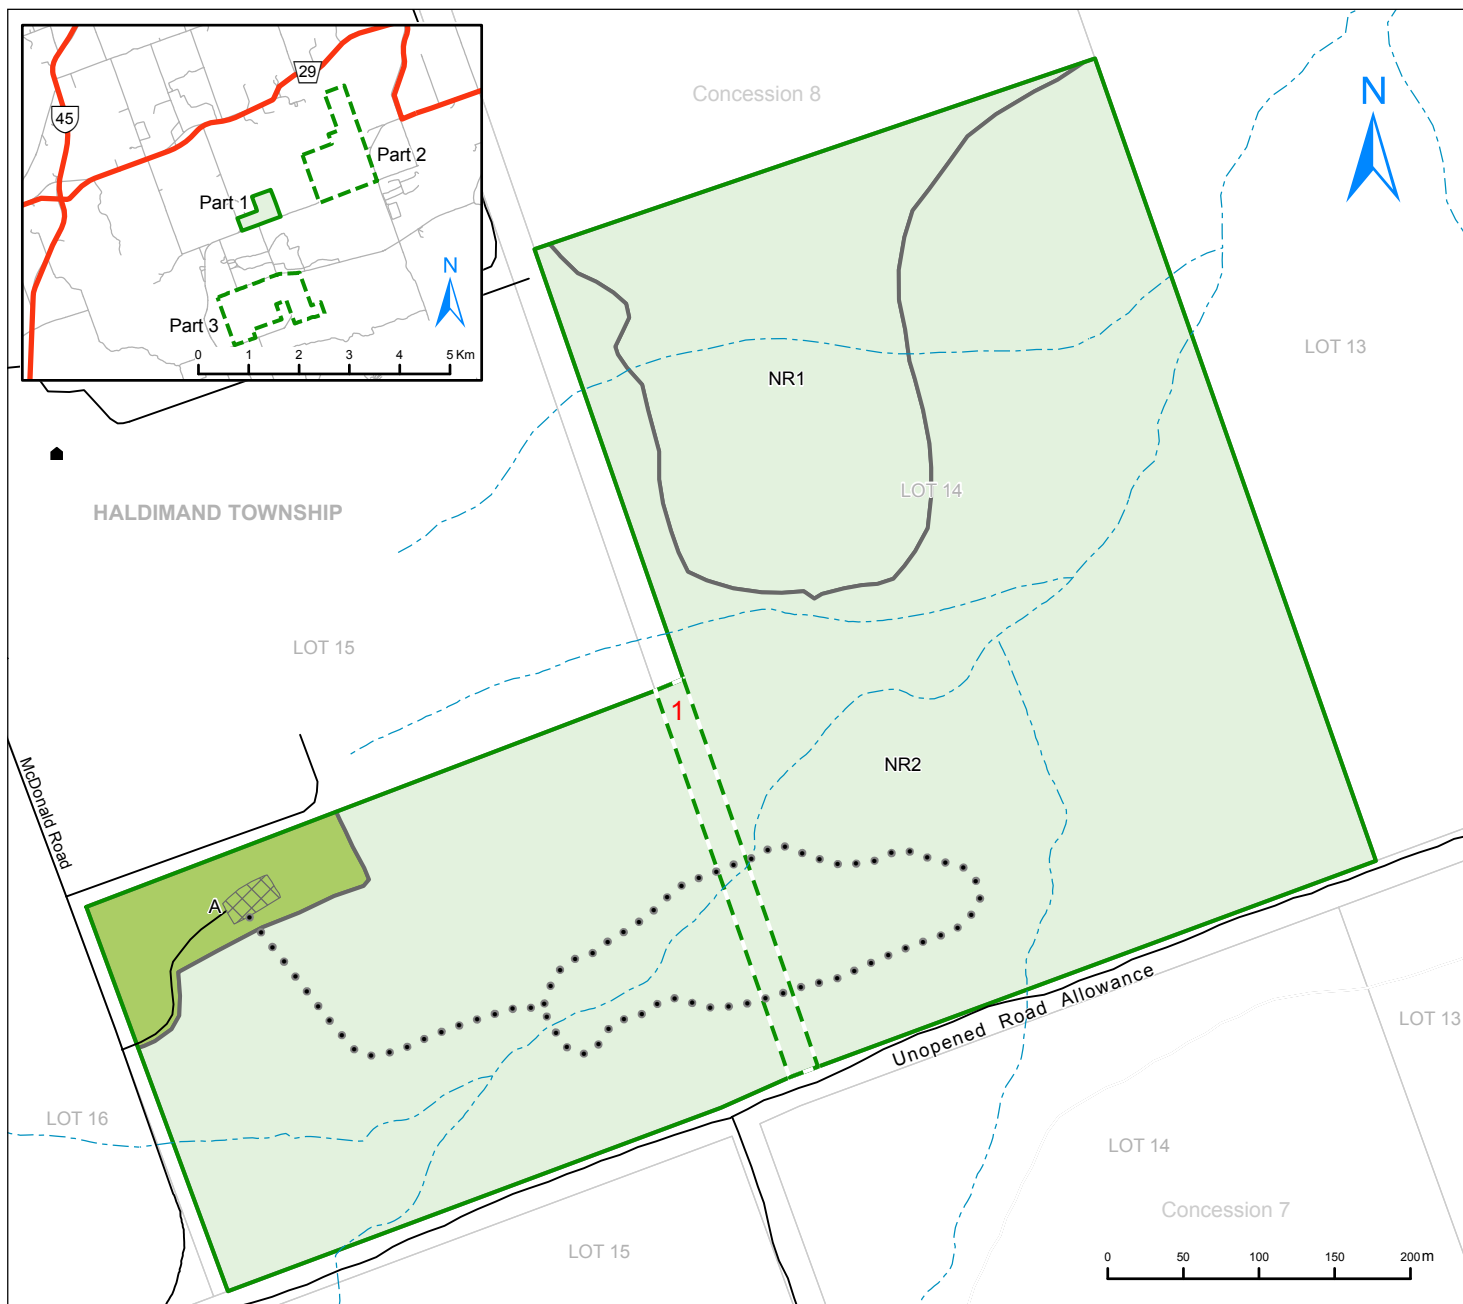 29
45
Part 2
Part 1
N
Part 3
0 1 2 3 4 5 Km
Concession 8
N
LOT 13
NR1
LOT 14
HALDIMAND TOWNSHIP
LOT 15
1
NR2
McDonald Road
A
Unopened Road Allowance
LOT 13
LOT 16
LOT 14
Concession 7
LOT 15
0 50 100 150 200 m